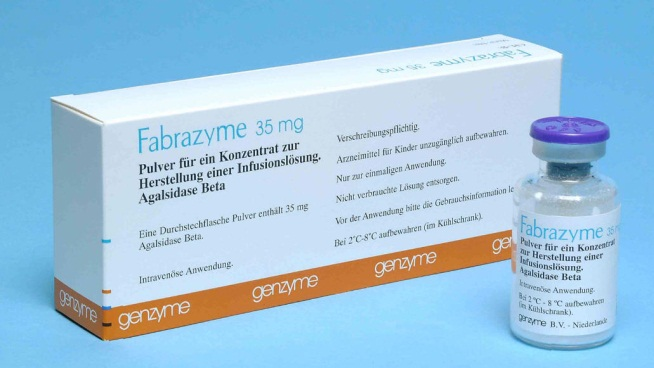 Fabrazyme 35 mg
Fabrazyme 35 mg
Pulver für ein Konzentrat zur
Herstellung einer Infusionslösung.
Agalsidase Beta
Eine Durchstechflasche Pulver enthält 35 mg
Agalsidase Beta.
Intravenöse Anwendung.
Verschreibungspflichtig.
Arzneimittel für Kinder unzugänglich aufbewahren.
Nur zur einmaligen Anwendung.
Nicht verbrauchte Lösung entsorgen.
Vor der Anwendung bitte die Gebrauchsinformation le
Bei 2°C-8°C aufbewahren (im Kühlschrank).
genzyme genzyme genzyme ge
Fabrazyme 35 m
Pulver für ein Konzentrat
zur Herstellung einer
Infusionslösung.
Agalsidase Beta
Intravenöse Anwendung.
Bei 2 °C - 8 °C aufbewahren
(im Kühlschrank).
genzyme B.V. - Niederlande